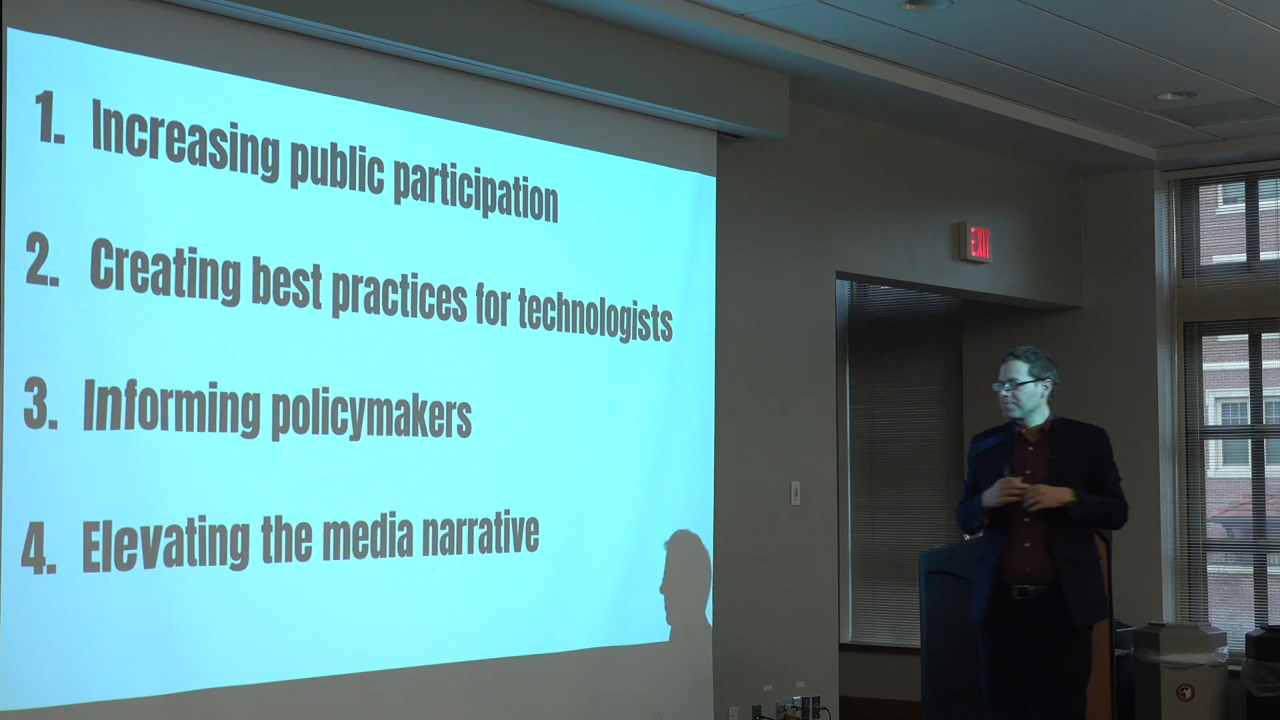 1. Increasing public participation
2. Creating best practices for technologists
3. Informing policymakers
4. Elevating the media narrative
EXIT